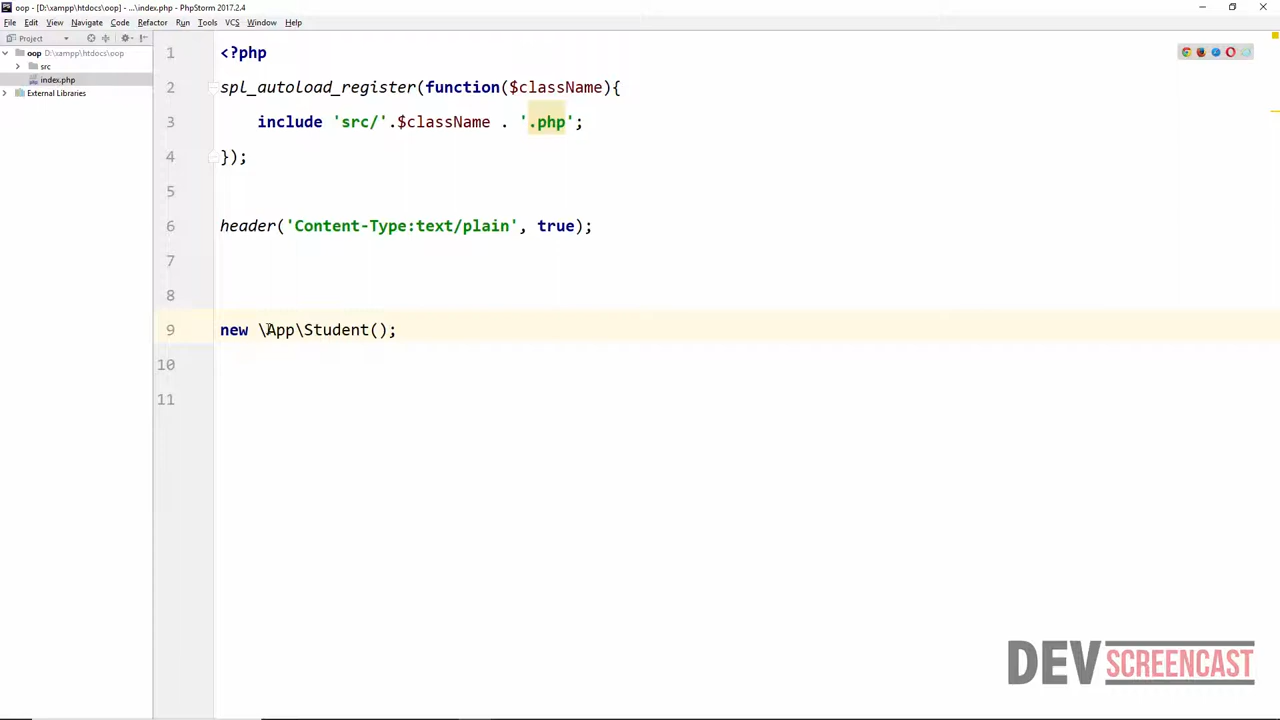 oop - [D:\xampp\htdocs\oop] - ...\index.php - PhpStorm 2017.2.4
File Edit View Navigate Code Refactor Run Tools VCS Window Help
Project
oop D:\xampp\htdocs\oop
src
index.php
External Libraries
1 <?php
2 spl_autoload_register(function($className){
3 include 'src/'.$className . '.php';
4 });
5
6 header('Content-Type:text/plain', true);
7
8
9 new \App\Student();
10
11
DEVSCREENCAST